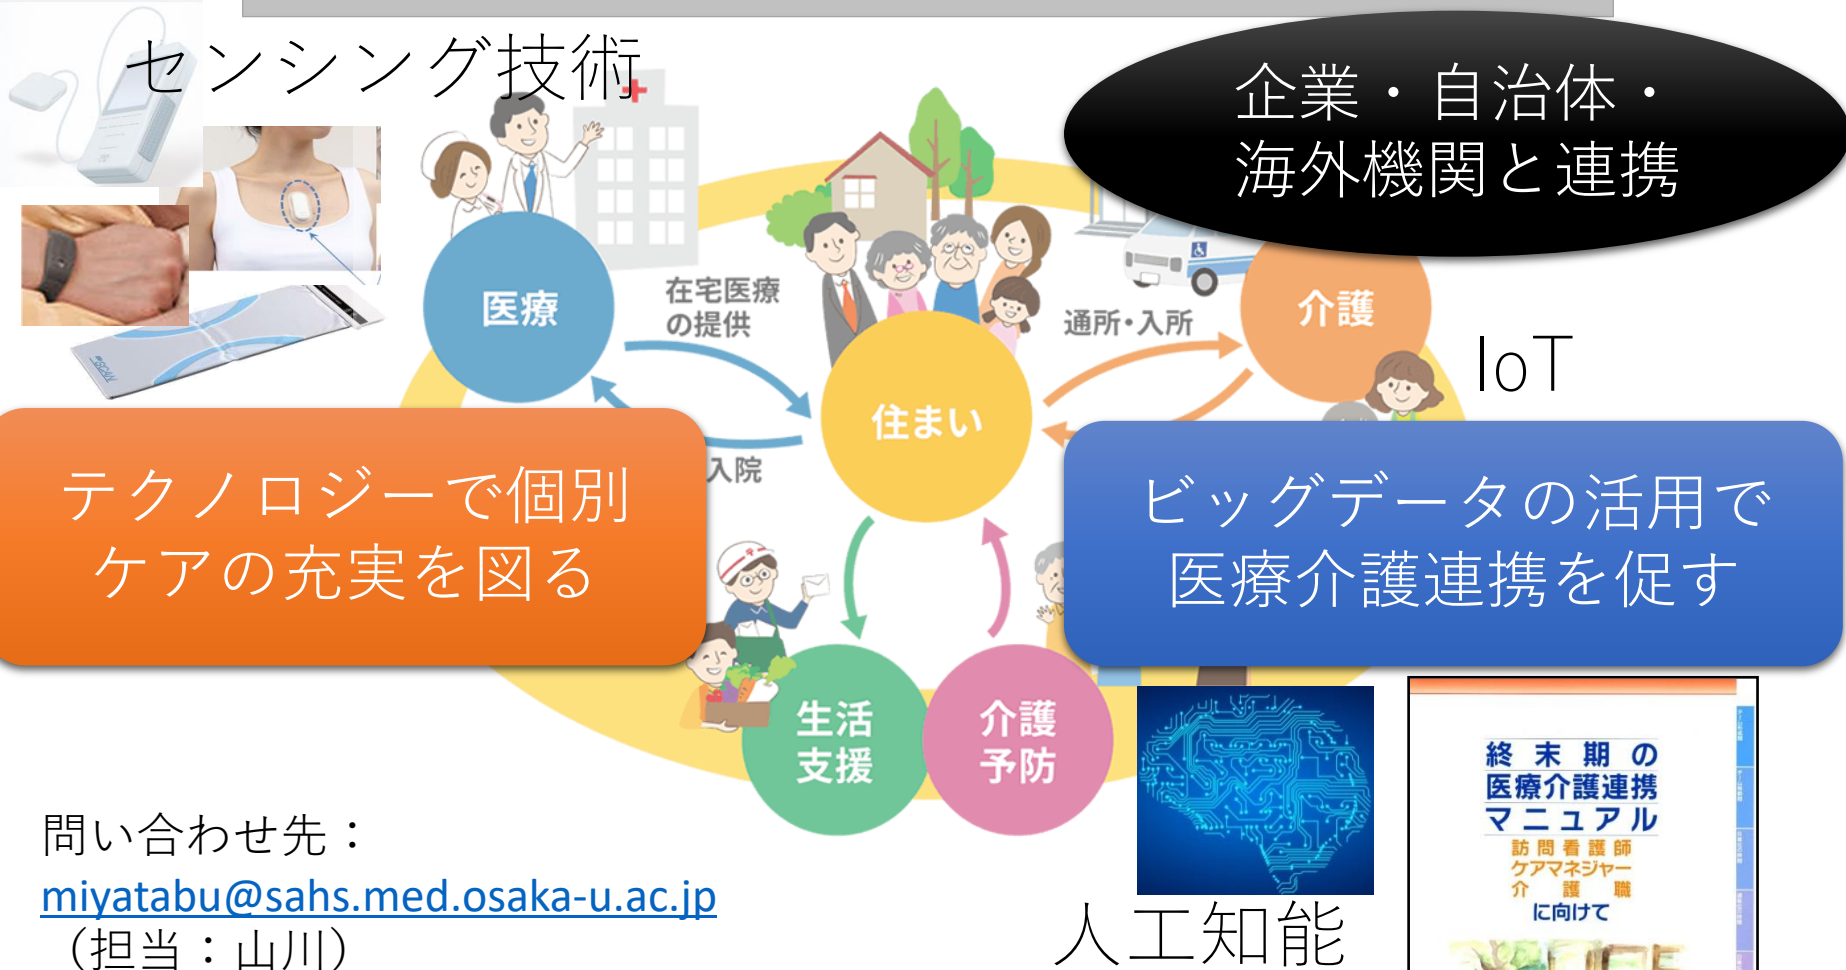 センシング技術
企業・自治体・
海外機関と連携
医療
在宅医療
の提供
通所・入所
介護
IoT
住まい
入院
テクノロジーで個別
ケアの充実を図る
ビッグデータの活用で
医療介護連携を促す
生活
支援
介護
予防
終末期の
医療介護連携
マニュアル
訪問看護師
ケアマネジャー
介護職
に向けて
問い合わせ先：
miyatabu@sahs.med.osaka-u.ac.jp
（担当：山川）
人工知能